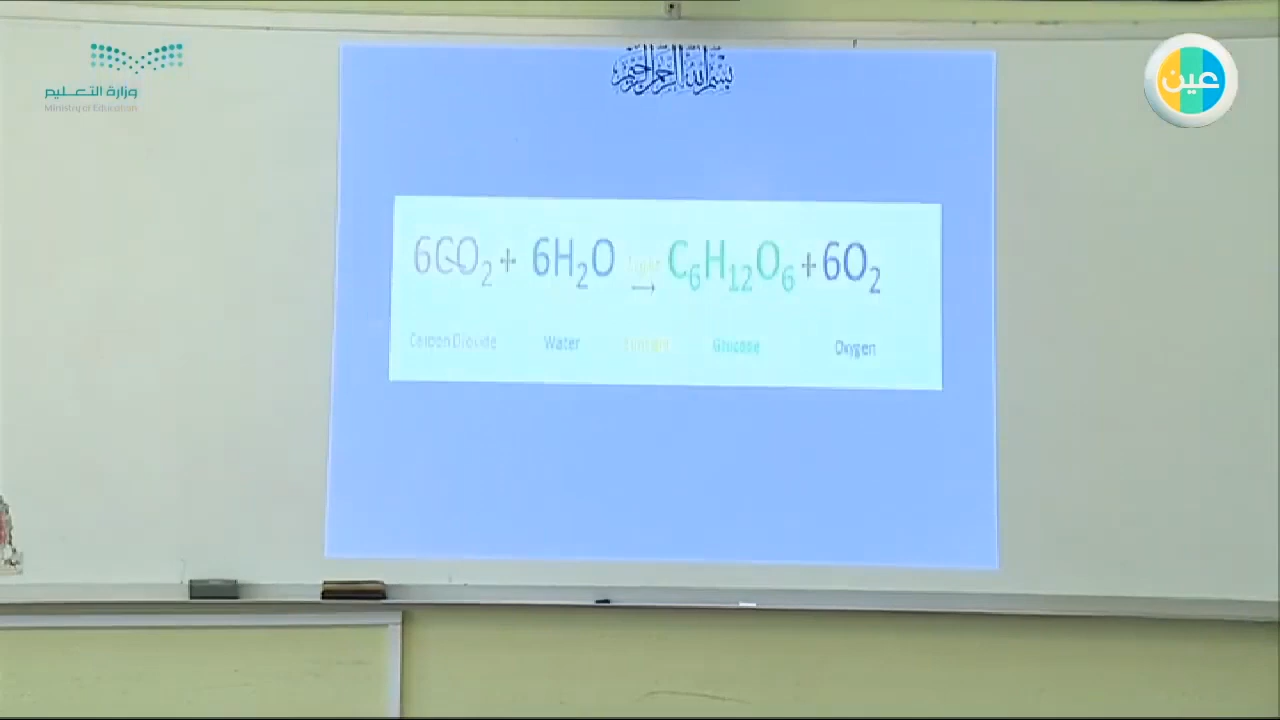 وزارة التعليم
Ministry of Education
عين
بسم الله الرحمن الرحيم
6CO₂ + 6H₂O → C₆H₁₂O₆ + 6O₂
Carbon Dioxide Water Glucose Oxygen